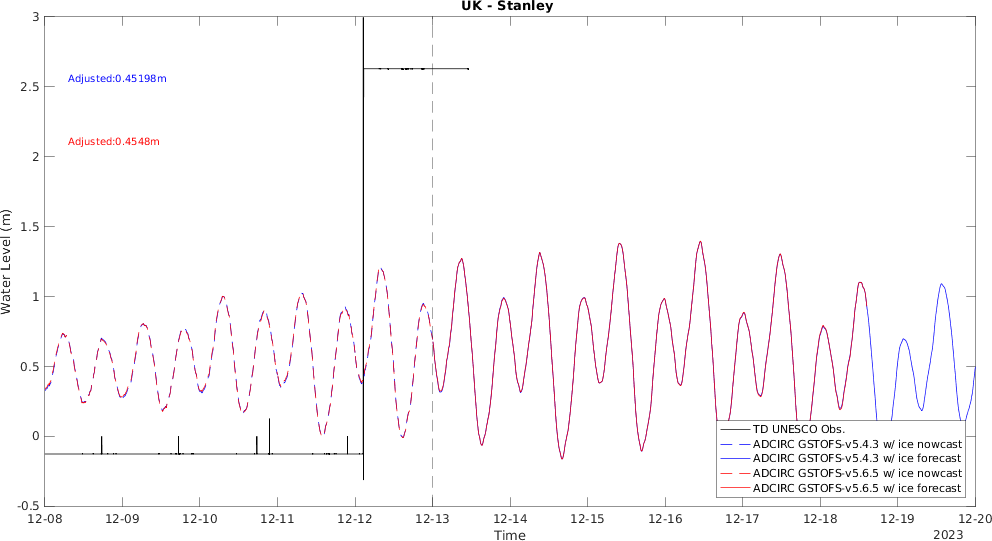 UK - Stanley
3
2.5
2
1.5
1
0.5
0
-0.5
Water Level (m)
Adjusted:0.45198m
Adjusted:0.4548m
TD UNESCO Obs.
ADCIRC GSTOFS-v5.4.3 w/ ice nowcast
ADCIRC GSTOFS-v5.4.3 w/ ice forecast
ADCIRC GSTOFS-v5.6.5 w/ ice nowcast
ADCIRC GSTOFS-v5.6.5 w/ ice forecast
12-08 12-09 12-10 12-11 12-12 12-13 12-14 12-15 12-16 12-17 12-18 12-19 12-20
Time
2023